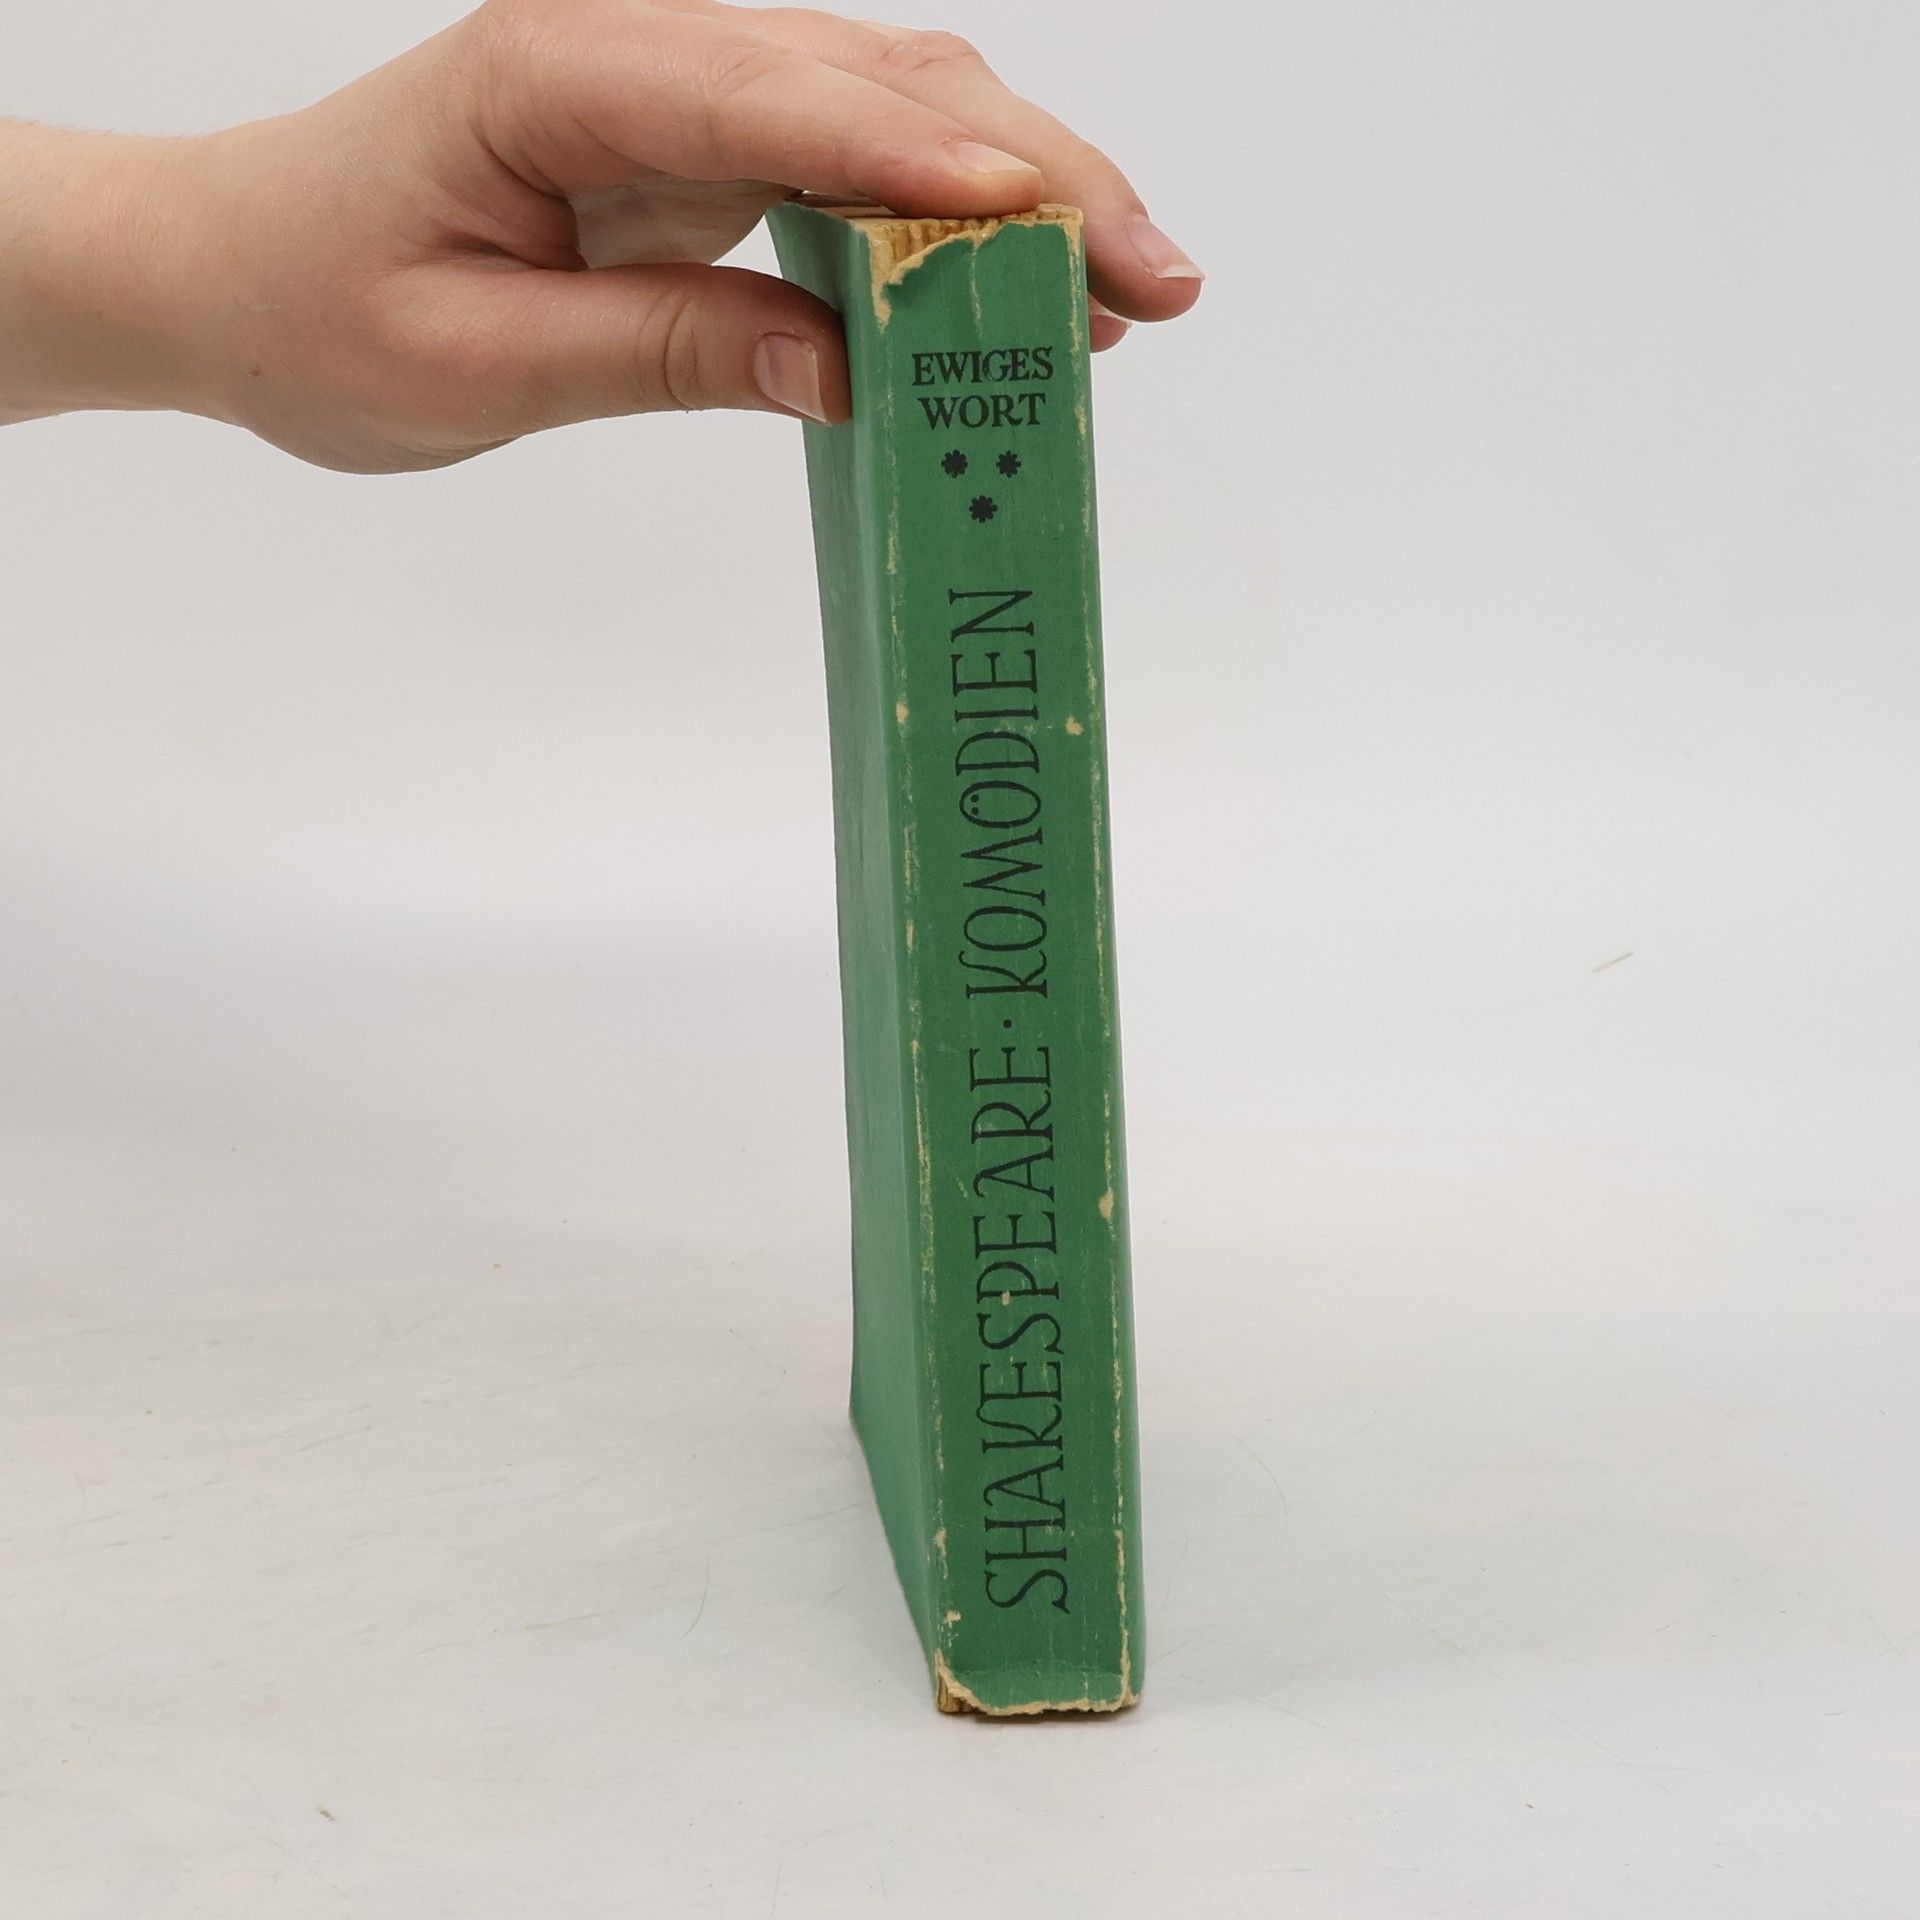 EWIGES
WORT
SHAKESPEARE · KOMÖDIEN